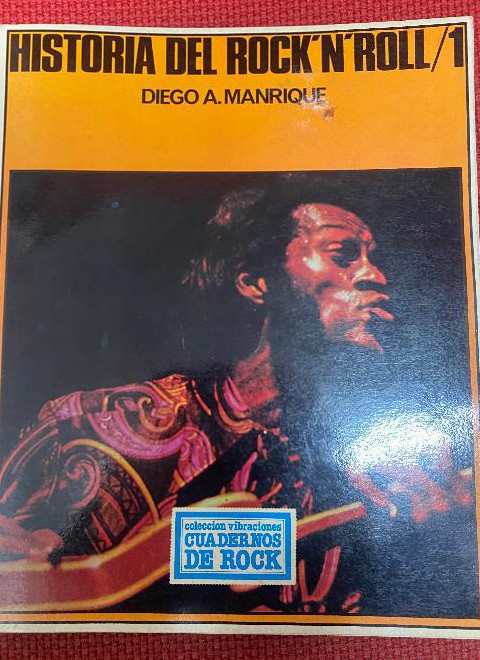 HISTORIA DEL ROCK'N'ROLL/1
DIEGO A. MANRIQUE
coleccion vibraciones
CUADERNOS
DE ROCK